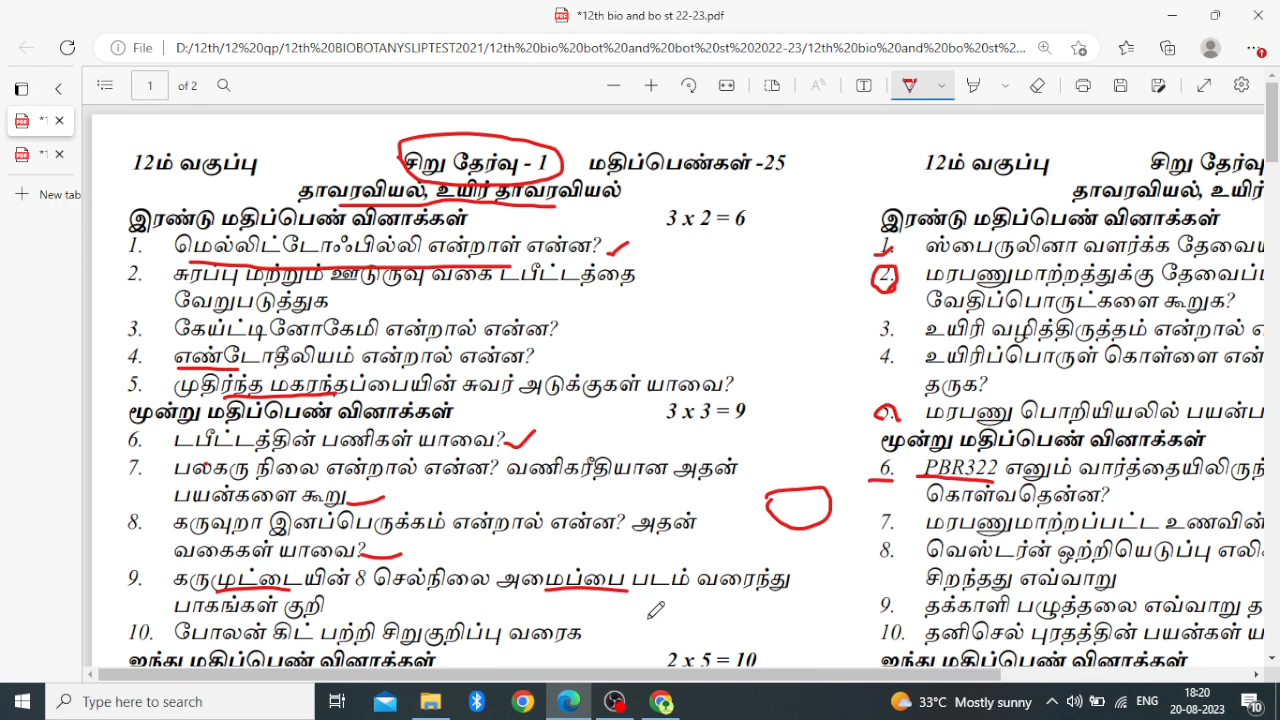 *12th bio and bo st 22-23.pdf
File | D:/12th/12%20qp/12th%20BIOBOTANYSLIPTEST2021/12th%20bio%20bot%20and%20bot%20st%202022-23/12th%20bio%20and%20bo%20st%2...
1 of 2
New tab
12ம் வகுப்பு சிறு தேர்வு - 1 மதிப்பெண்கள் -25
தாவரவியல், உயிர் தாவரவியல்
இரண்டு மதிப்பெண் வினாக்கள் 3 x 2 = 6
1. மெல்லிட்டோஃபில்லி என்றாள் என்ன?
2. சுரப்பு மற்றும் ஊடுருவு வகை டபீட்டத்தை
வேறுபடுத்துக
3. கேய்ட்டினோகேமி என்றால் என்ன?
4. எண்டோதீலியம் என்றால் என்ன?
5. முதிர்ந்த மகரந்தப்பையின் சுவர் அடுக்குகள் யாவை?
மூன்று மதிப்பெண் வினாக்கள் 3 x 3 = 9
6. டபீட்டத்தின் பணிகள் யாவை?
7. பல்கரு நிலை என்றால் என்ன? வணிகரீதியான அதன்
பயன்களை கூறு
8. கருவுறா இனப்பெருக்கம் என்றால் என்ன? அதன்
வகைகள் யாவை?
9. கருமுட்டையின் 8 செல்நிலை அமைப்பை படம் வரைந்து
பாகங்கள் குறி
10. போலன் கிட் பற்றி சிறுகுறிப்பு வரைக
ஐந்து மதிப்பெண் வினாக்கள் 2 x 5 = 10
12ம் வகுப்பு சிறு தேர்வு
தாவரவியல், உயிர்
இரண்டு மதிப்பெண் வினாக்கள்
1. ஸ்பைருலினா வளர்க்க
2. மரபணுமாற்றத்துக்கு
வேதிப்பொருட்களை கூறுக?
3. உயிரி வழித்திருத்தம் என்றால்
4. உயிரிப்பொருள் கொள்ளை
தருக?
5. மரபணு பொறியியலில்
மூன்று மதிப்பெண் வினாக்கள்
6. PBR322 எனும்
கொள்வதென்ன?
7. மரபணுமாற்றப்பட்ட உணவின்
8. வெஸ்டர்ன் ஒற்றியெடுப்பு
சிறந்தது எவ்வாறு
9. தக்காளி பழுத்தலை எவ்வாறு
10. தனிசெல் புரதத்தின் பயன்கள்
ஐந்து மதிப்பெண் வினாக்கள்
Type here to search
33°C Mostly sunny ENG 18:20
20-08-2023 10